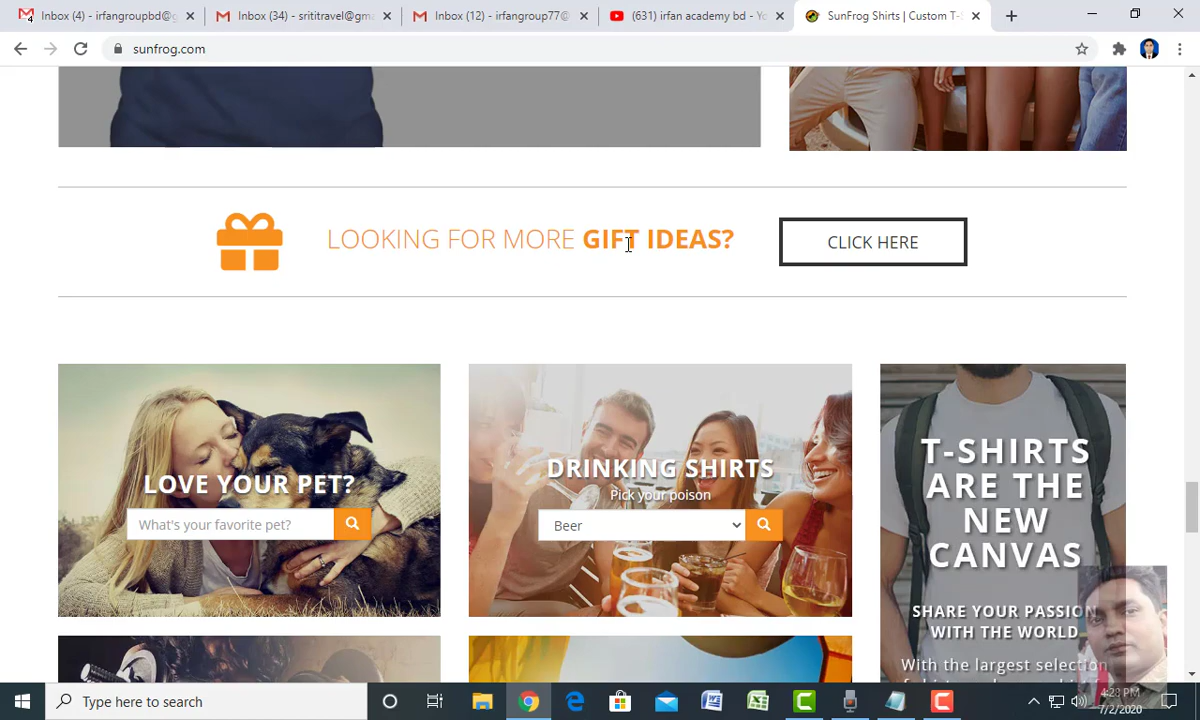 Inbox (4) - irfangroupbd@g
Inbox (34) - srititravel@gma
Inbox (12) - irfangroup77@
(631) irfan academy bd - Yo
SunFrog Shirts | Custom T-S
sunfrog.com
LOOKING FOR MORE GIFT IDEAS?
CLICK HERE
LOVE YOUR PET?
What's your favorite pet?
DRINKING SHIRTS
Pick your poison
Beer
T-SHIRTS
ARE THE
NEW
CANVAS
SHARE YOUR PASSION
WITH THE WORLD
With the largest selection
Type here to search
4:23 PM
7/2/2020